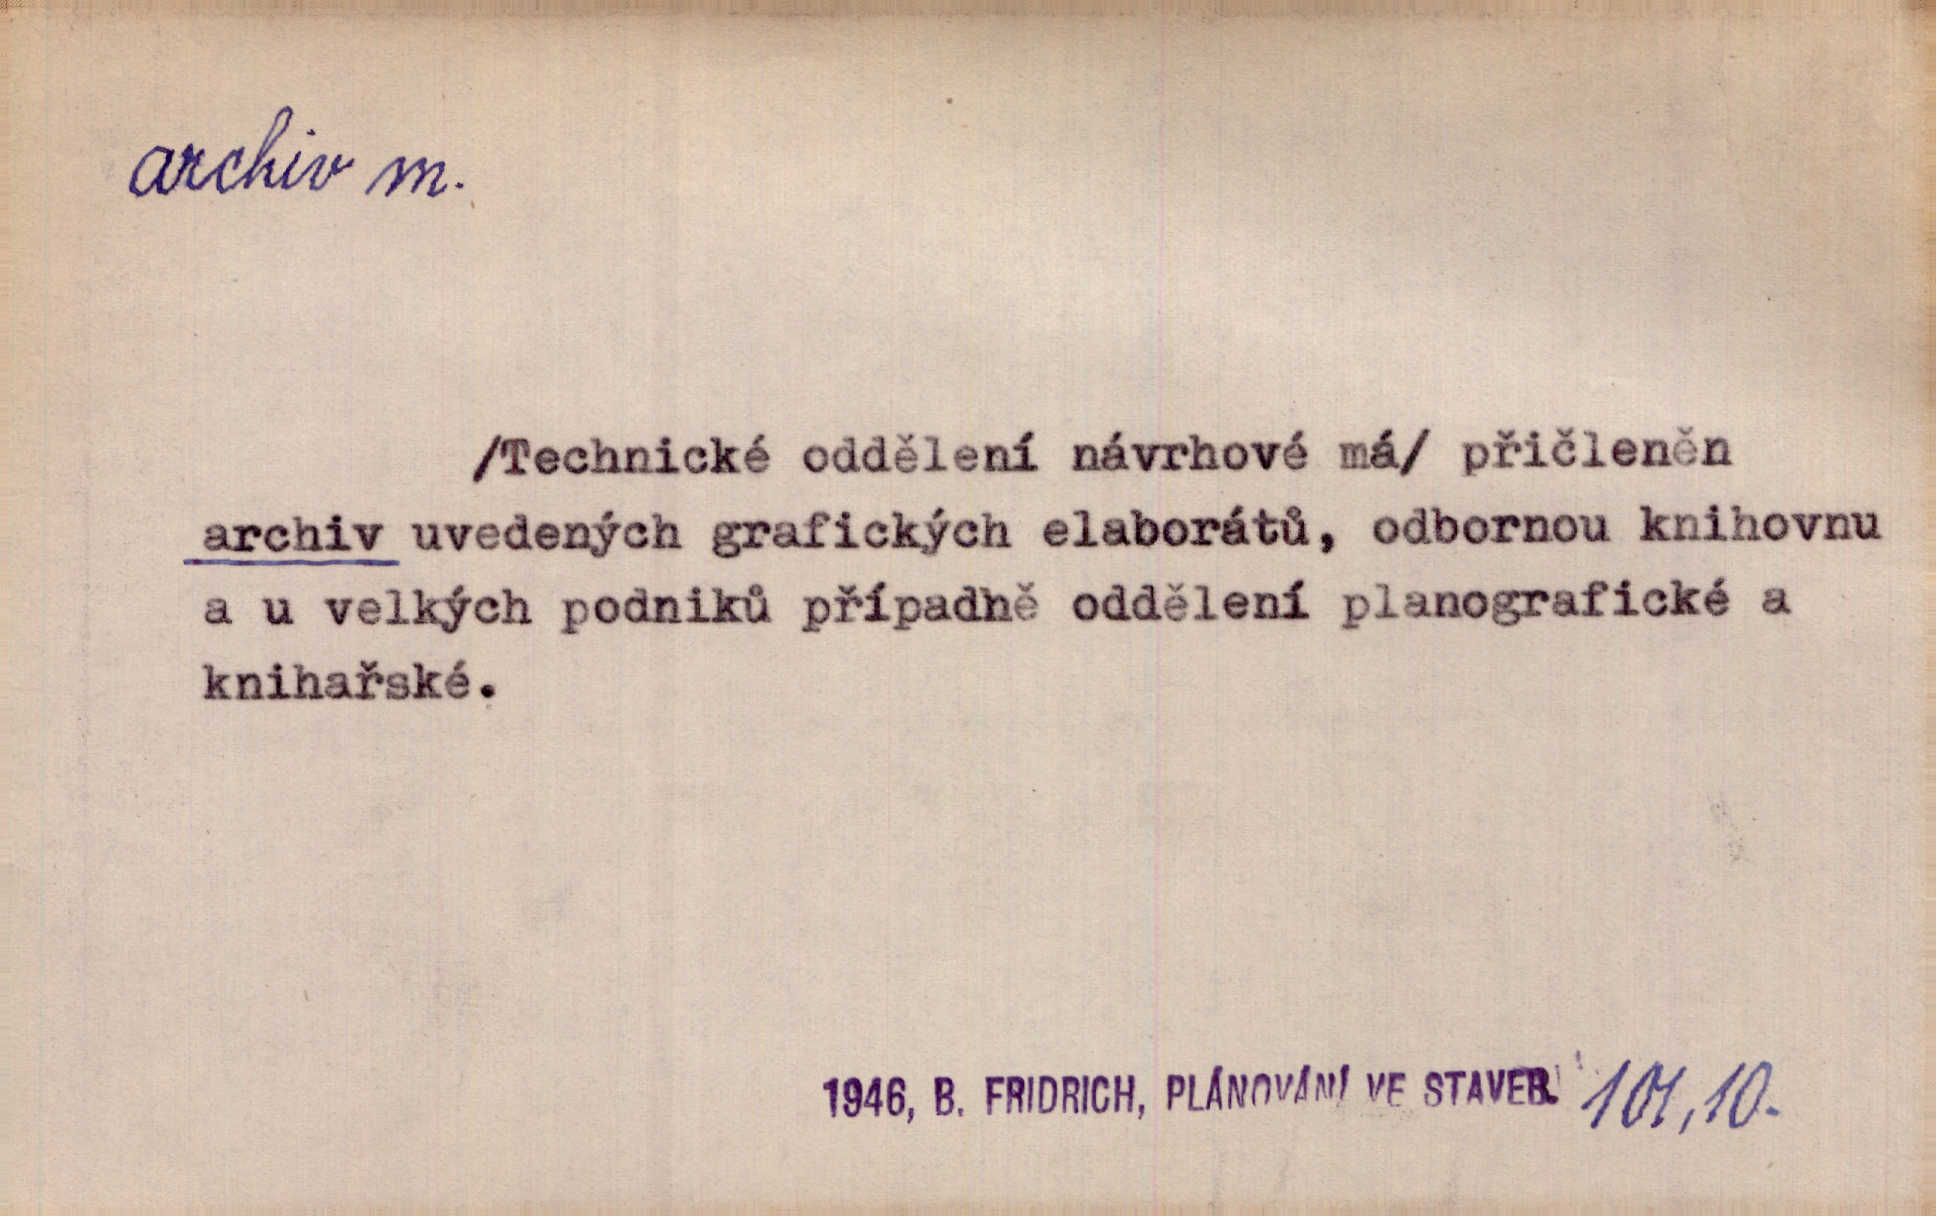 archiv m.
/Technické oddělení návrhové má/ přičleněn
archiv uvedených grafických elaborátů, odbornou knihovnu
a u velkých podniků případně oddělení planografické a
knihařské.
1946, B. FRIDRICH, PLÁNOVÁNÍ VE STAVEB. 101,10.